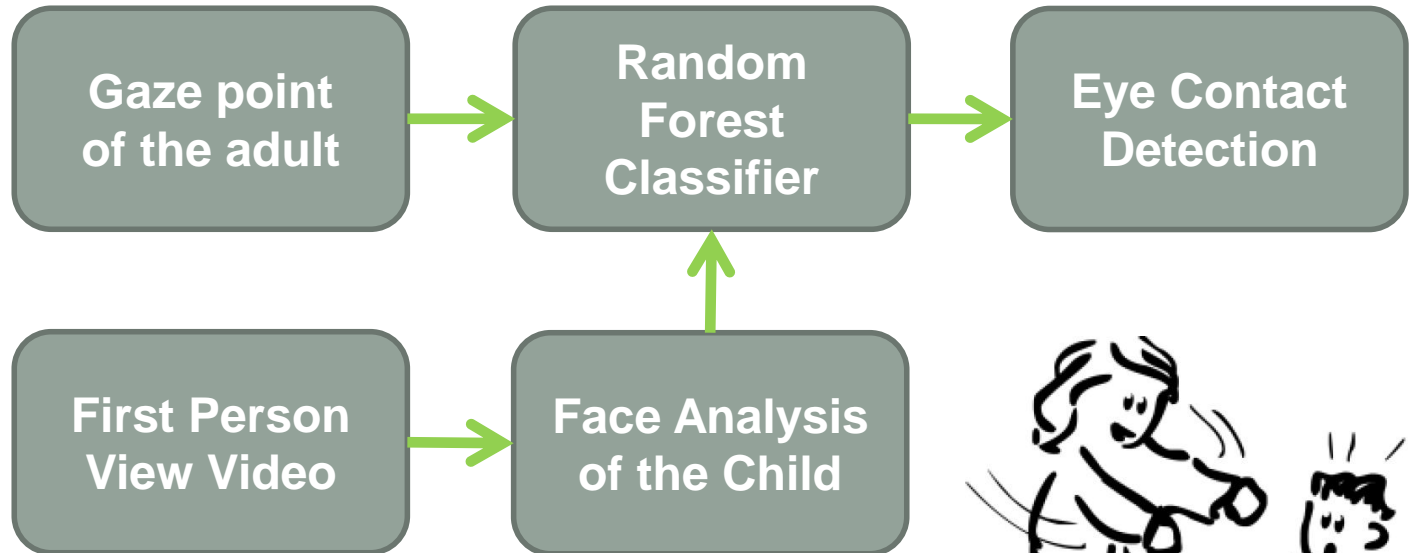 Gaze point
of the adult
Random
Forest
Classifier
Eye Contact
Detection
First Person
View Video
Face Analysis
of the Child